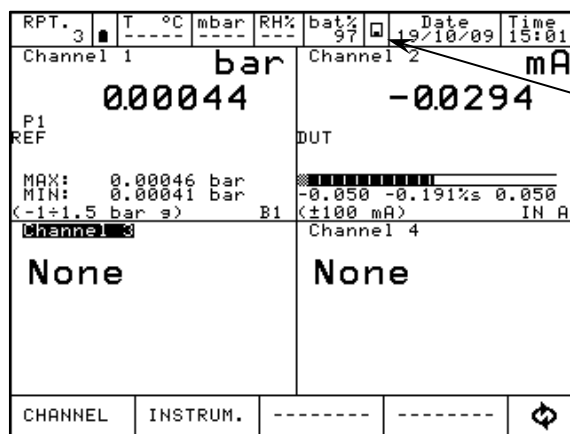 RPT. 3 T °C ----- mbar ---- RH% --- bat% 97 Date 19/10/09 Time 15:01
Channel 1 bar
0.00044
P1
REF
MAX: 0.00046 bar
MIN: 0.00041 bar
(-1÷1.5 bar g) B1
Channel 2 mA
-0.0294
DUT
-0.050 -0.191%s 0.050
(±100 mA) IN A
Channel 3
None
Channel 4
None
CHANNEL INSTRUM. -------- --------